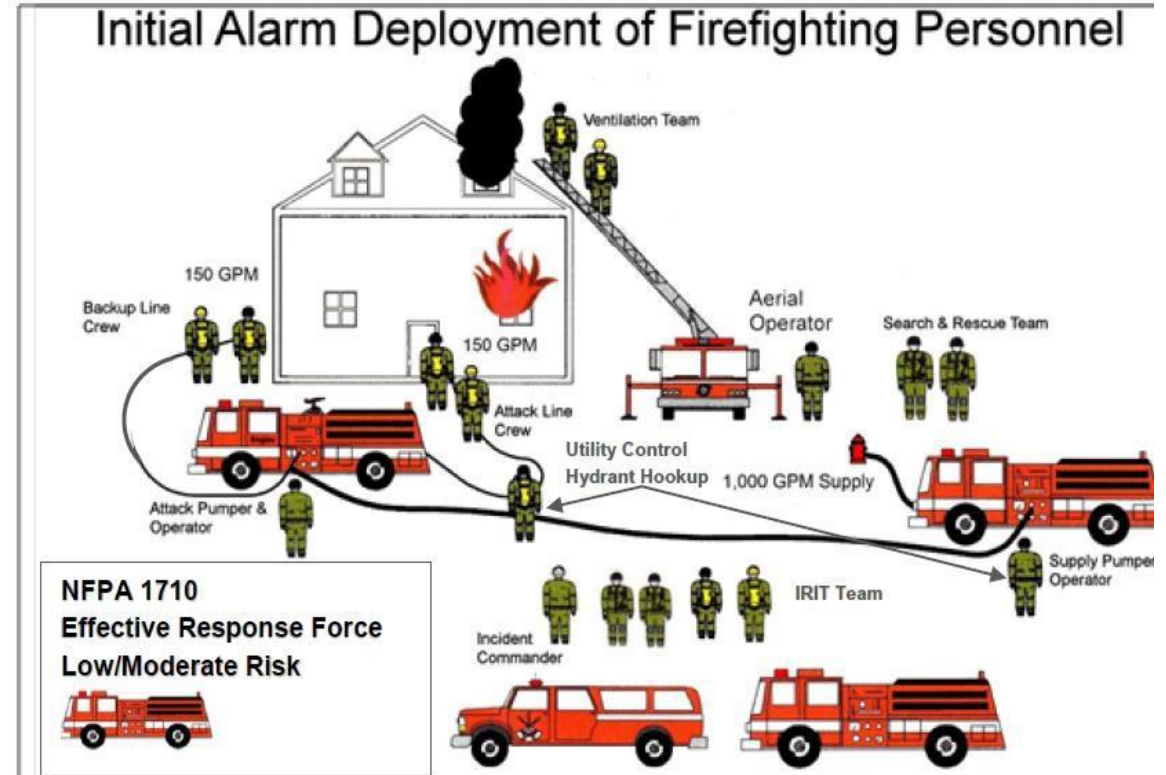 Initial Alarm Deployment of Firefighting Personnel
Ventilation Team
150 GPM
Backup Line
Crew
150 GPM
Aerial
Operator
Search & Rescue Team
Attack Line
Crew
Utility Control
Hydrant Hookup
1,000 GPM Supply
Attack Pumper &
Operator
Supply Pumper
Operator
NFPA 1710
Effective Response Force
Low/Moderate Risk
IRIT Team
Incident
Commander